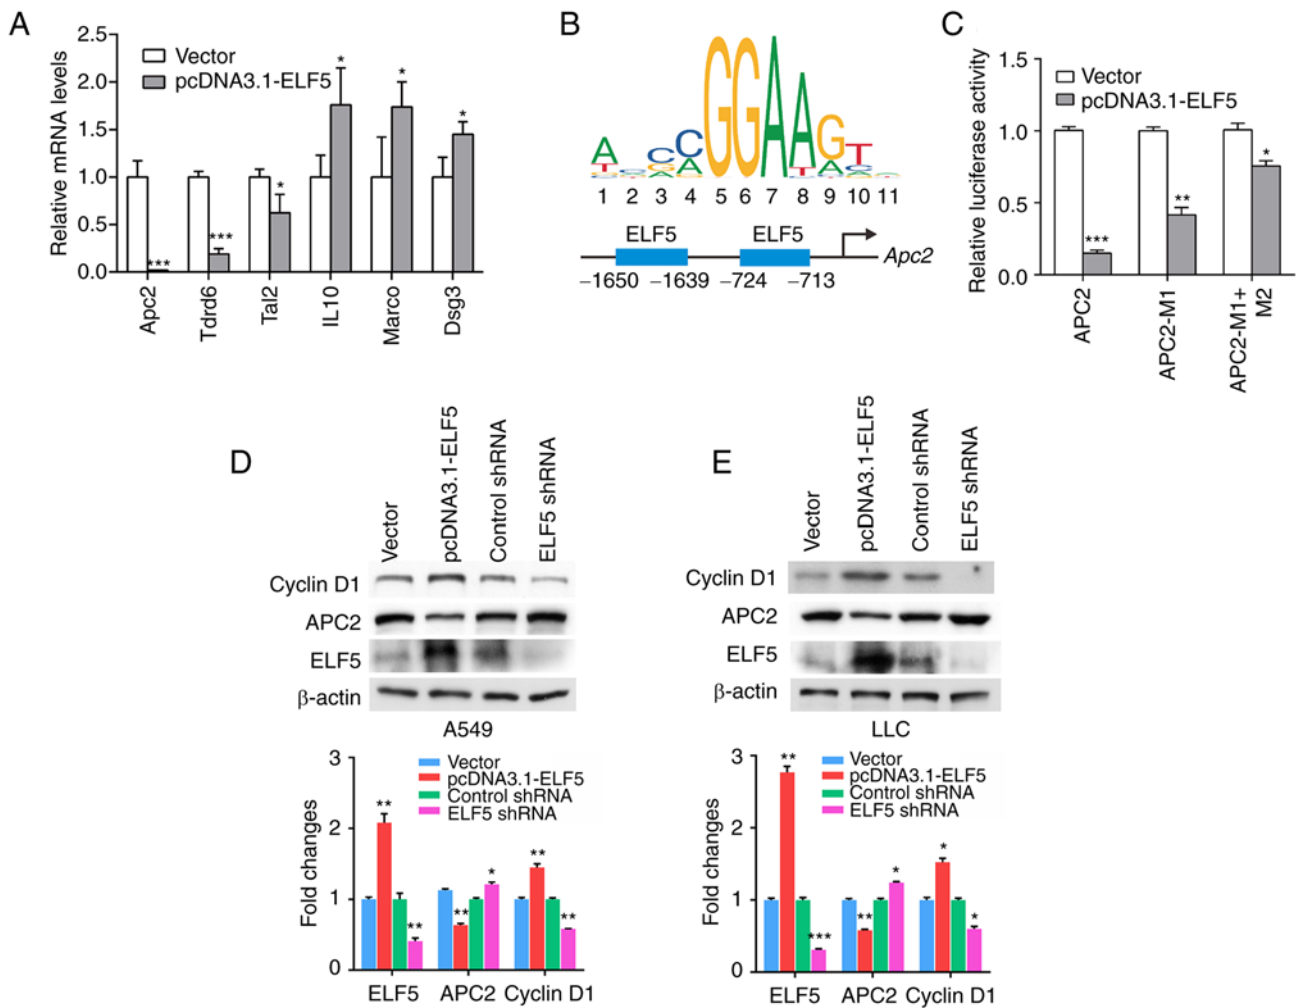 A
Relative mRNA levels
2.5
2.0
1.5
1.0
0.5
0.0
Vector
pcDNA3.1-ELF5
***
***
*
*
*
*
Apc2
Tdrd6
Tal2
IL10
Marco
Dsg3
B
GGAA
1 2 3 4 5 6 7 8 9 10 11
ELF5 ELF5
Apc2
−1650 −1639 −724 −713
C
Relative luciferase activity
1.5
1.0
0.5
0.0
Vector
pcDNA3.1-ELF5
***
**
*
APC2
APC2-M1
APC2-M1+
M2
D
Vector
pcDNA3.1-ELF5
Control shRNA
ELF5 shRNA
Cyclin D1
APC2
ELF5
β-actin
A549
Fold changes
3
2
1
0
Vector
pcDNA3.1-ELF5
Control shRNA
ELF5 shRNA
**
**
**
*
**
**
ELF5 APC2 Cyclin D1
E
Vector
pcDNA3.1-ELF5
Control shRNA
ELF5 shRNA
Cyclin D1
APC2
ELF5
β-actin
LLC
Fold changes
3
2
1
0
Vector
pcDNA3.1-ELF5
Control shRNA
ELF5 shRNA
**
***
**
*
*
*
ELF5 APC2 Cyclin D1